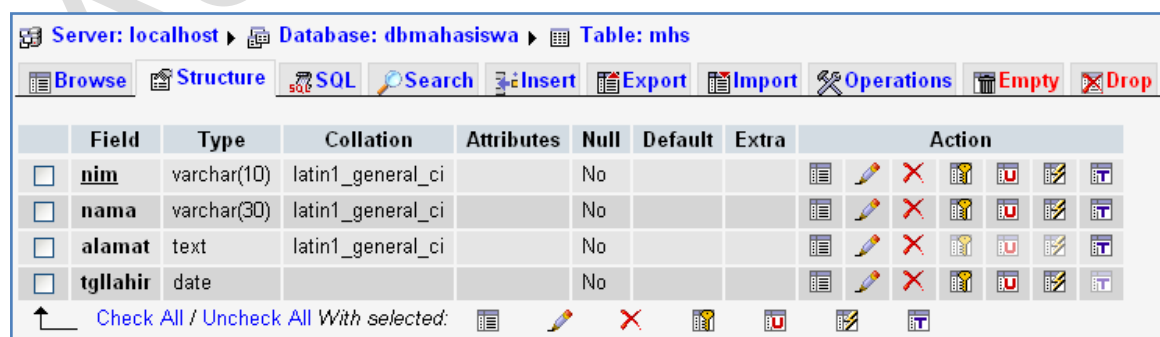 Server: localhost ▸ Database: dbmahasiswa ▸ Table: mhs
Browse Structure SQL Search Insert Export Import Operations Empty Drop
Field Type Collation Attributes Null Default Extra Action
nim varchar(10) latin1_general_ci No
nama varchar(30) latin1_general_ci No
alamat text latin1_general_ci No
tgllahir date No
Check All / Uncheck All With selected: